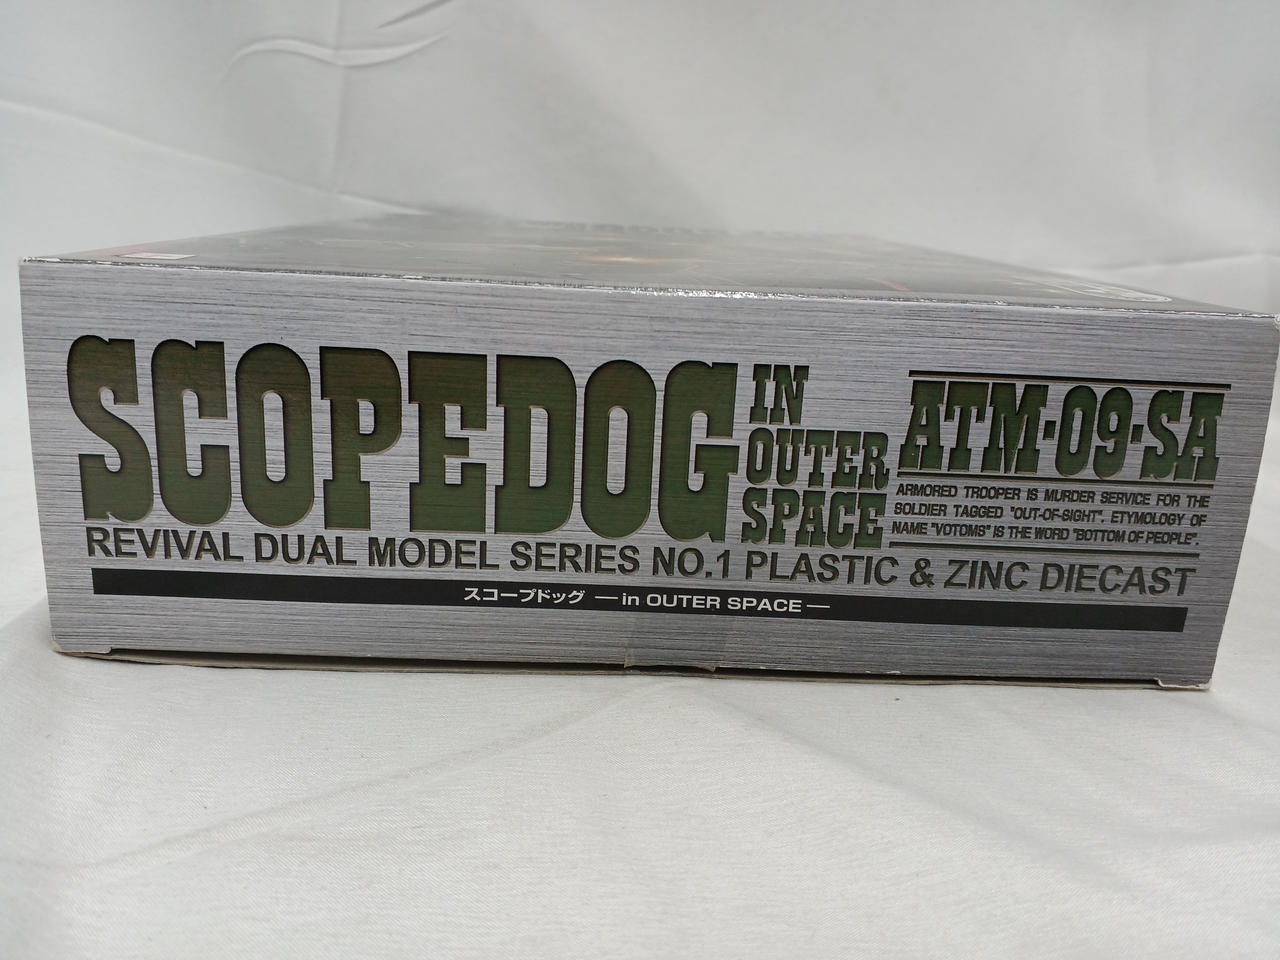 SCOPEDOG
IN
OUTER
SPACE
ATM-09-SA
ARMORED TROOPER IS MURDER SERVICE FOR THE
SOLDIER TAGGED "OUT-OF-SIGHT". ETYMOLOGY OF
NAME "VOTOMS" IS THE WORD "BOTTOM OF PEOPLE".
REVIVAL DUAL MODEL SERIES NO.1 PLASTIC & ZINC DIECAST
スコープドッグ —in OUTER SPACE—